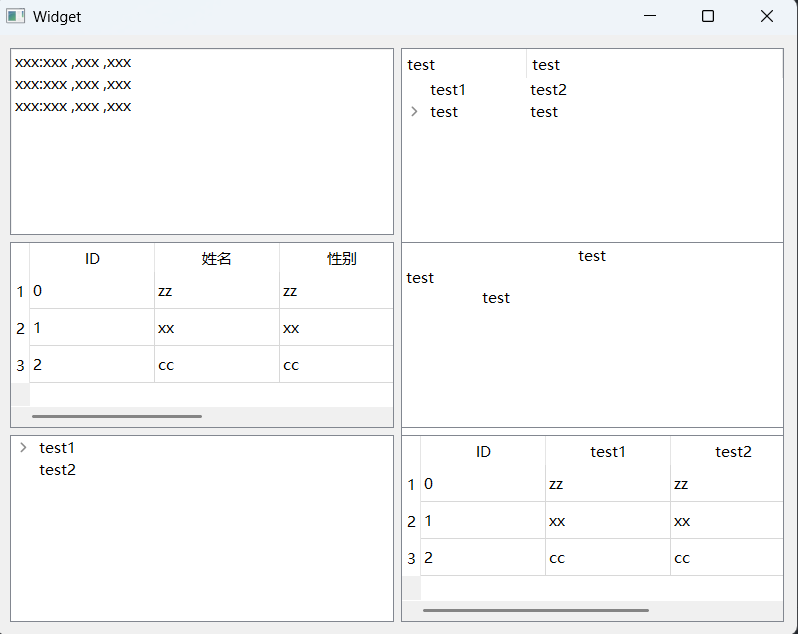 Widget
xxx:xxx ,xxx ,xxx
xxx:xxx ,xxx ,xxx
xxx:xxx ,xxx ,xxx
test test
test1 test2
test test
ID 姓名 性别
1 0 zz zz
2 1 xx xx
3 2 cc cc
test
test
test
test1
test2
ID test1 test2
1 0 zz zz
2 1 xx xx
3 2 cc cc